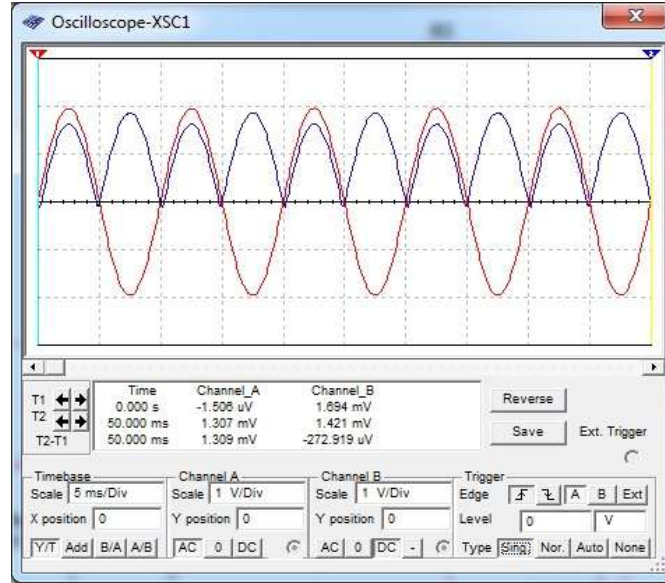 Oscilloscope-XSC1
1 2
Time Channel_A Channel_B
T1 0.000 s -1.506 uV 1.694 mV
T2 50.000 ms 1.307 mV 1.421 mV
T2-T1 50.000 ms 1.309 mV -272.919 uV
Reverse
Save
Ext. Trigger
Timebase
Scale 5 ms/Div
X position 0
Y/T Add B/A A/B
Channel A
Scale 1 V/Div
Y position 0
AC 0 DC
Channel B
Scale 1 V/Div
Y position 0
AC 0 DC -
Trigger
Edge A B Ext
Level 0 V
Type Sing. Nor. Auto None